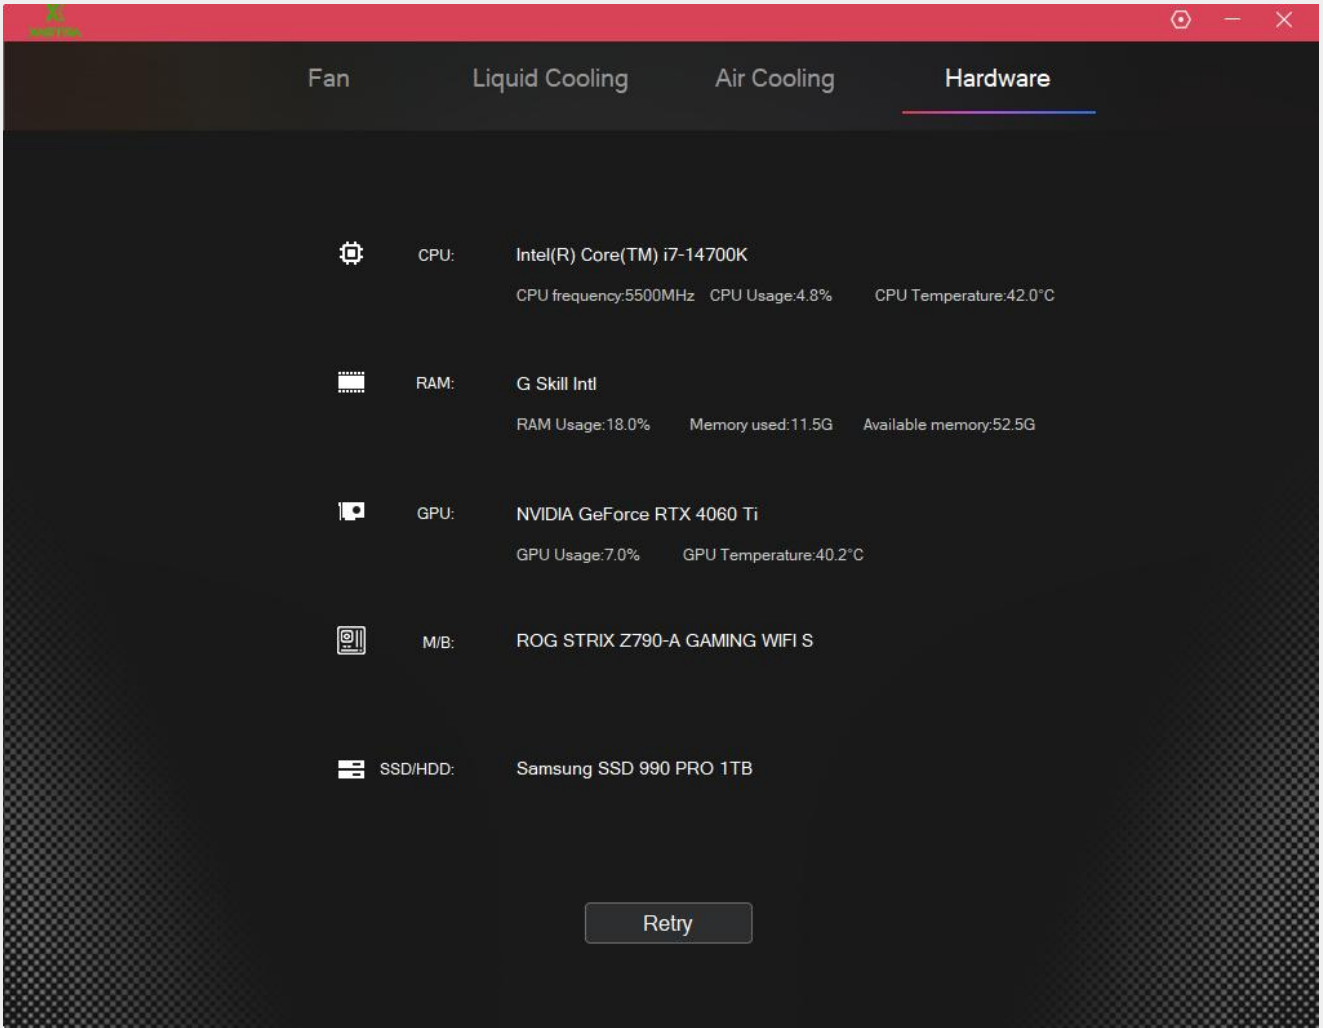 Fan Liquid Cooling Air Cooling Hardware
CPU: Intel(R) Core(TM) i7-14700K
CPU frequency:5500MHz CPU Usage:4.8% CPU Temperature:42.0°C
RAM: G Skill Intl
RAM Usage:18.0% Memory used:11.5G Available memory:52.5G
GPU: NVIDIA GeForce RTX 4060 Ti
GPU Usage:7.0% GPU Temperature:40.2°C
M/B: ROG STRIX Z790-A GAMING WIFI S
SSD/HDD: Samsung SSD 990 PRO 1TB
Retry